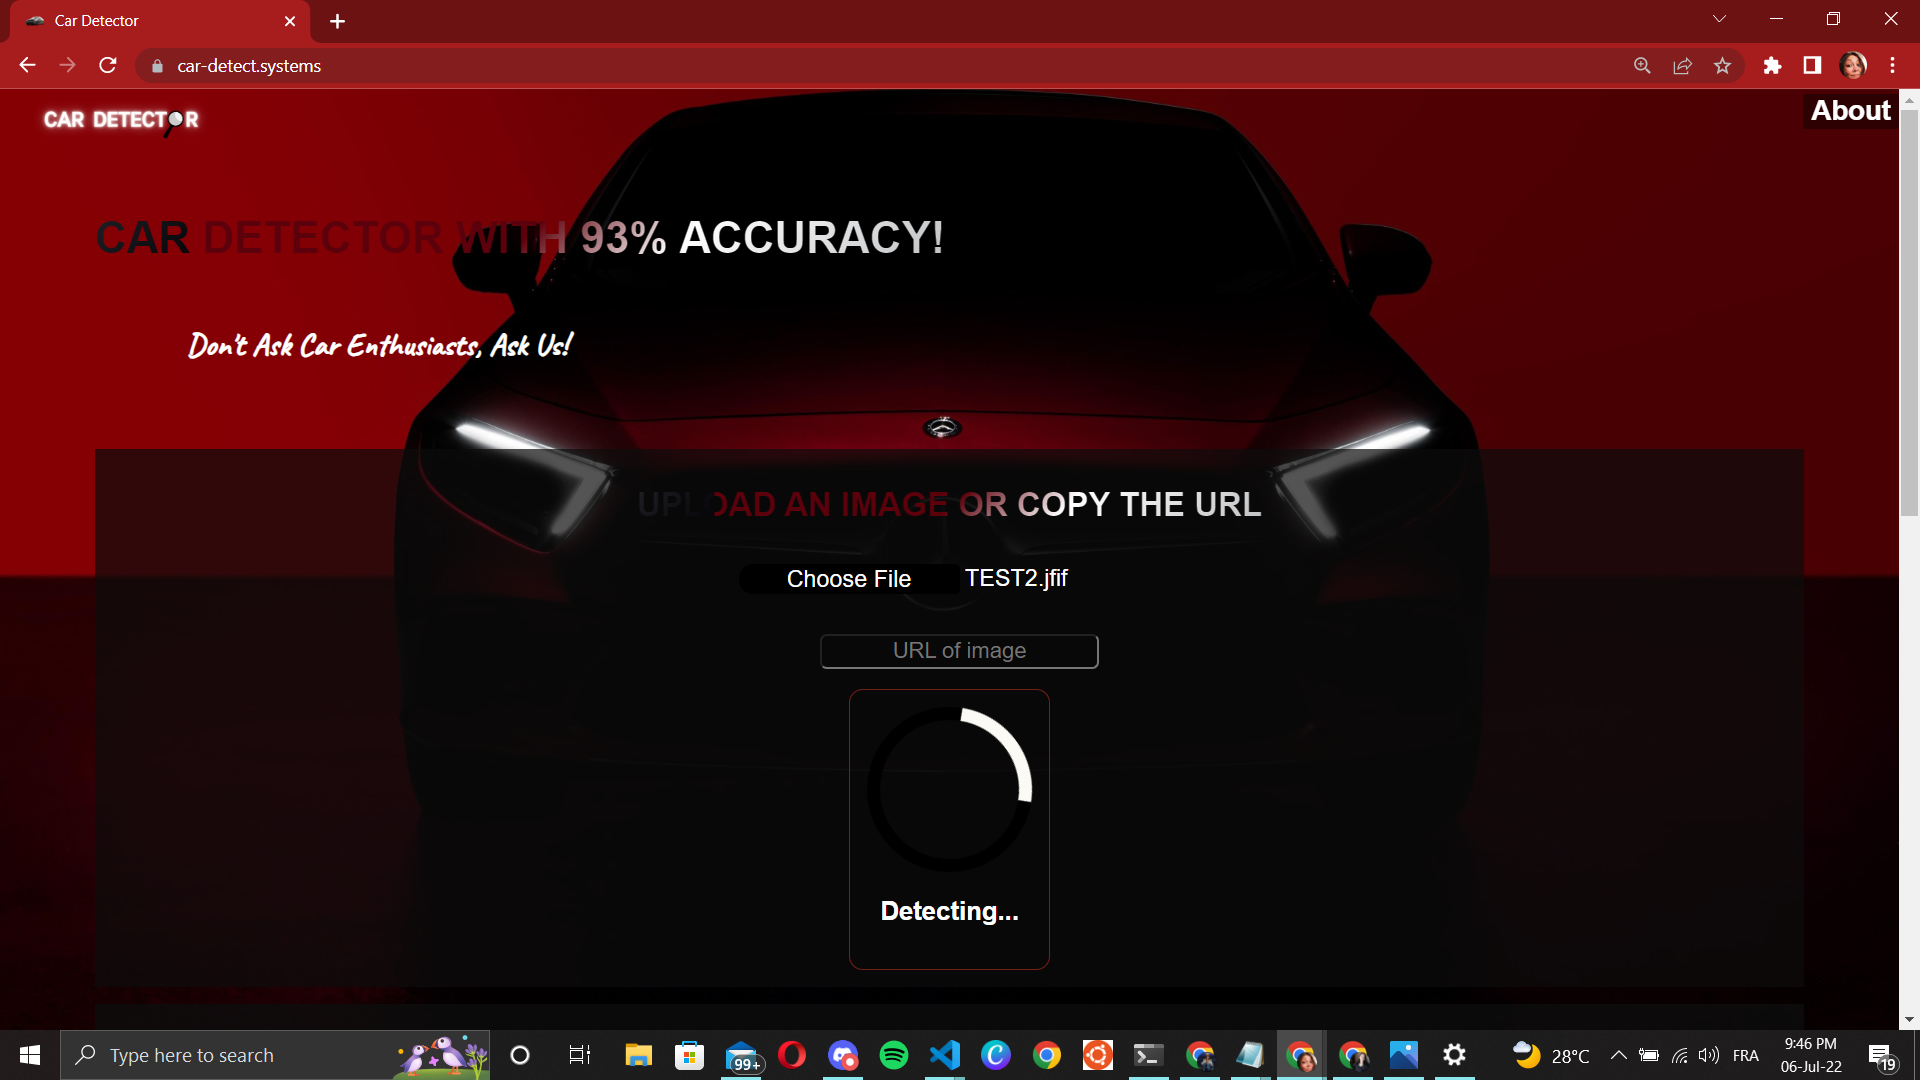 Car Detector
car-detect.systems
CAR DETECTOR
About
CAR DETECTOR WITH 93% ACCURACY!
Don't Ask Car Enthusiasts, Ask Us!
UPLOAD AN IMAGE OR COPY THE URL
Choose File TEST2.jfif
URL of image
Detecting...
Type here to search
99+
28°C
FRA
9:46 PM
06-Jul-22
19